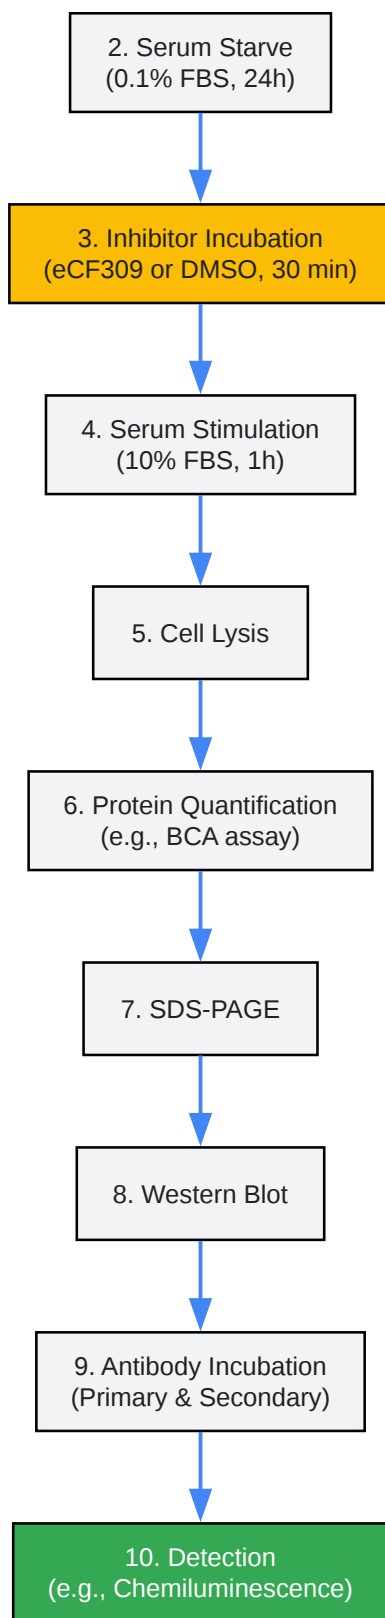 2. Serum Starve
(0.1% FBS, 24h)
3. Inhibitor Incubation
(eCF309 or DMSO, 30 min)
4. Serum Stimulation
(10% FBS, 1h)
5. Cell Lysis
6. Protein Quantification
(e.g., BCA assay)
7. SDS-PAGE
8. Western Blot
9. Antibody Incubation
(Primary & Secondary)
10. Detection
(e.g., Chemiluminescence)